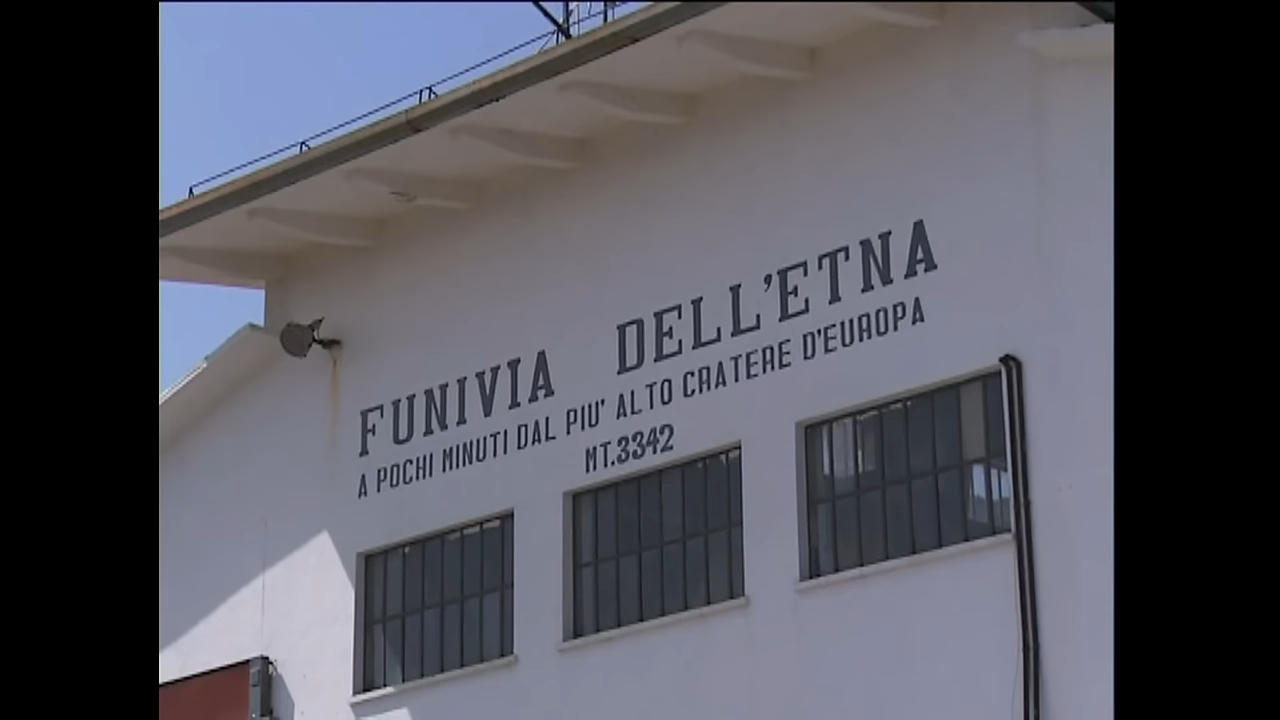 FUNIVIA DELL'ETNA
A POCHI MINUTI DAL PIU' ALTO CRATERE D'EUROPA
MT.3342